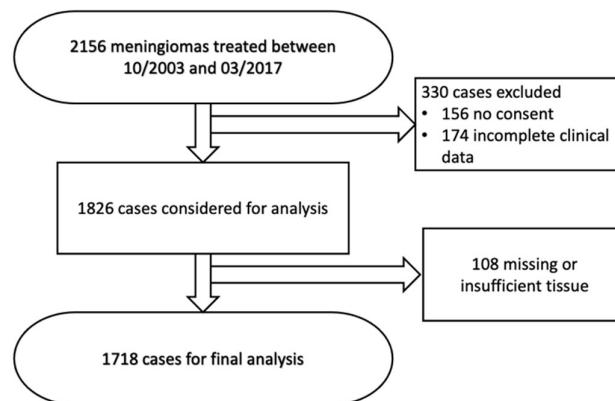 2156 meningiomas treated between
10/2003 and 03/2017
330 cases excluded
• 156 no consent
• 174 incomplete clinical
data
1826 cases considered for analysis
108 missing or
insufficient tissue
1718 cases for final analysis